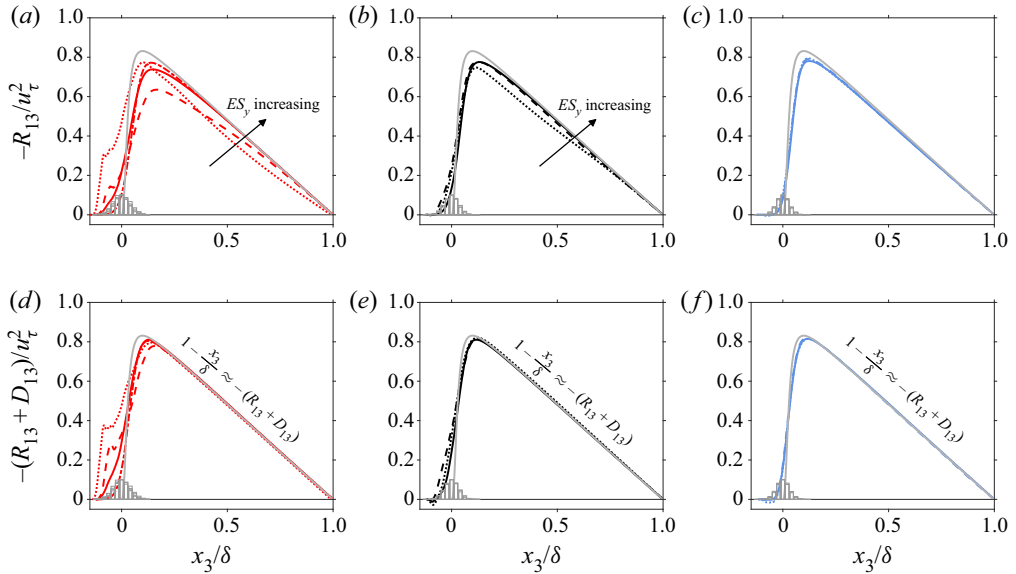 (a) (b) (c)
1.0 1.0 1.0
0.8 0.8 0.8
0.6 0.6 0.6
0.4 0.4 0.4
0.2 0.2 0.2
0 0 0
−R₁₃/u_τ²
ES_y increasing
ES_y increasing
0 0.5 1.0 0 0.5 1.0 0 0.5 1.0
(d) (e) (f)
1.0 1.0 1.0
0.8 0.8 0.8
0.6 0.6 0.6
0.4 0.4 0.4
0.2 0.2 0.2
0 0 0
−(R₁₃ + D₁₃)/u_τ²
1 − x₃/δ ≈ −(R₁₃ + D₁₃)
1 − x₃/δ ≈ −(R₁₃ + D₁₃)
1 − x₃/δ ≈ −(R₁₃ + D₁₃)
0 0.5 1.0 0 0.5 1.0 0 0.5 1.0
x₃/δ x₃/δ x₃/δ